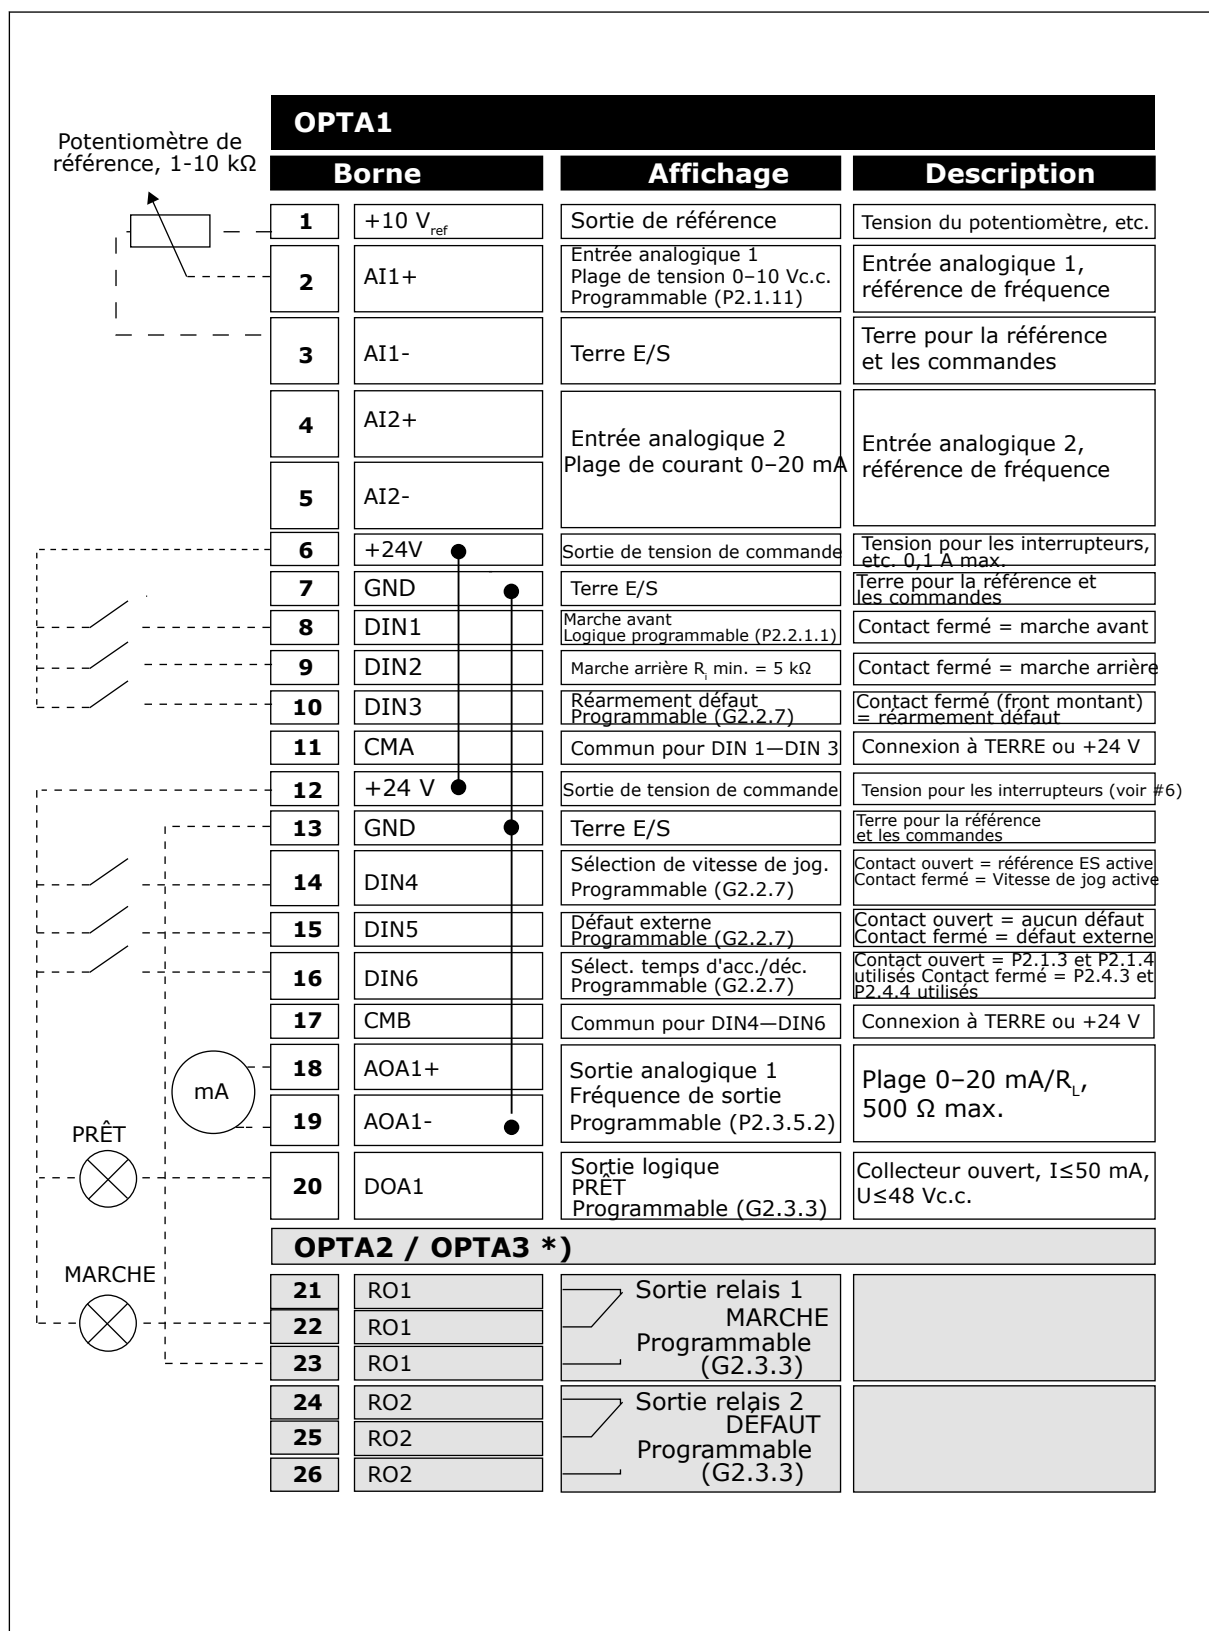 OPTA1
Potentiomètre de
référence, 1-10 kΩ
Borne
Affichage
Description
1
+10 Vref
Sortie de référence
Tension du potentiomètre, etc.
2
AI1+
Entrée analogique 1
Plage de tension 0–10 Vc.c.
Programmable (P2.1.11)
Entrée analogique 1,
référence de fréquence
3
AI1-
Terre E/S
Terre pour la référence
et les commandes
4
AI2+
Entrée analogique 2
Plage de courant 0–20 mA
Entrée analogique 2,
référence de fréquence
5
AI2-
6
+24V
Sortie de tension de commande
Tension pour les interrupteurs,
etc. 0,1 A max.
7
GND
Terre E/S
Terre pour la référence et
les commandes
8
DIN1
Marche avant
Logique programmable (P2.2.1.1)
Contact fermé = marche avant
9
DIN2
Marche arrière Ri min. = 5 kΩ
Contact fermé = marche arrière
10
DIN3
Réarmement défaut
Programmable (G2.2.7)
Contact fermé (front montant)
= réarmement défaut
11
CMA
Commun pour DIN 1—DIN 3
Connexion à TERRE ou +24 V
12
+24 V
Sortie de tension de commande
Tension pour les interrupteurs (voir #6)
13
GND
Terre E/S
Terre pour la référence
et les commandes
14
DIN4
Sélection de vitesse de jog.
Programmable (G2.2.7)
Contact ouvert = référence ES active
Contact fermé = Vitesse de jog active
15
DIN5
Défaut externe
Programmable (G2.2.7)
Contact ouvert = aucun défaut
Contact fermé = défaut externe
16
DIN6
Sélect. temps d'acc./déc.
Programmable (G2.2.7)
Contact ouvert = P2.1.3 et P2.1.4
utilisés Contact fermé = P2.4.3 et
P2.4.4 utilisés
17
CMB
Commun pour DIN4—DIN6
Connexion à TERRE ou +24 V
mA
18
AOA1+
Sortie analogique 1
Fréquence de sortie
Programmable (P2.3.5.2)
Plage 0–20 mA/RL,
500 Ω max.
19
AOA1-
PRÊT
20
DOA1
Sortie logique
PRÊT
Programmable (G2.3.3)
Collecteur ouvert, I≤50 mA,
U≤48 Vc.c.
OPTA2 / OPTA3 *)
MARCHE
21
RO1
Sortie relais 1
MARCHE
Programmable
(G2.3.3)
22
RO1
23
RO1
24
RO2
Sortie relais 2
DÉFAUT
Programmable
(G2.3.3)
25
RO2
26
RO2